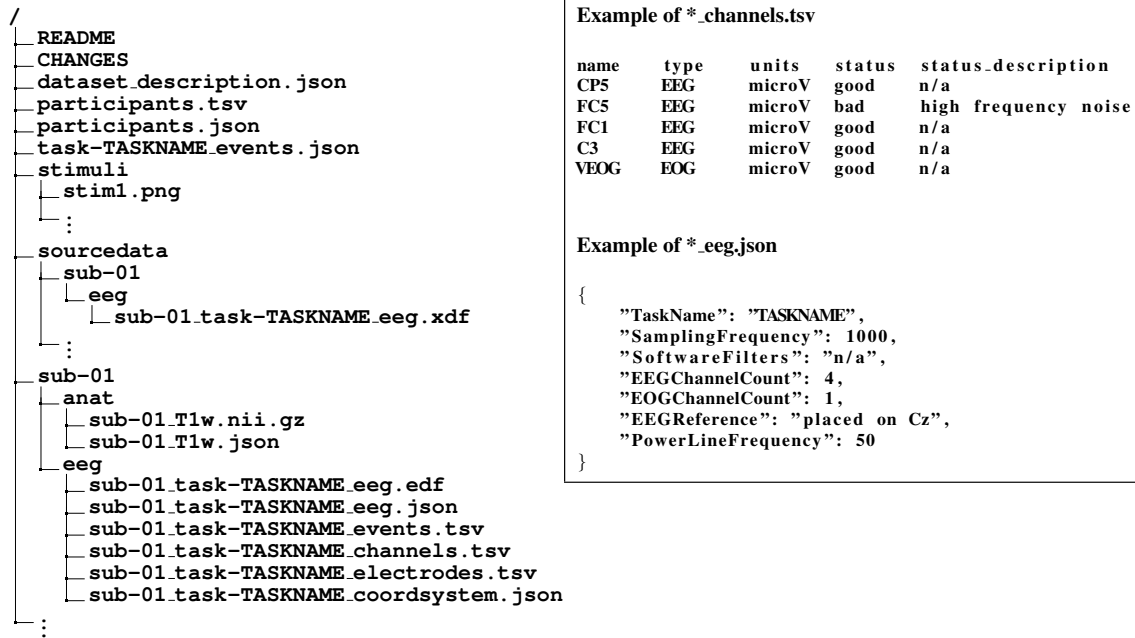 /
README
CHANGES
dataset_description.json
participants.tsv
participants.json
task-TASKNAME_events.json
stimuli
stim1.png
⋮
sourcedata
sub-01
eeg
sub-01_task-TASKNAME_eeg.xdf
⋮
sub-01
anat
sub-01_T1w.nii.gz
sub-01_T1w.json
eeg
sub-01_task-TASKNAME_eeg.edf
sub-01_task-TASKNAME_eeg.json
sub-01_task-TASKNAME_events.tsv
sub-01_task-TASKNAME_channels.tsv
sub-01_task-TASKNAME_electrodes.tsv
sub-01_task-TASKNAME_coordsystem.json
⋮
Example of *_channels.tsv
name type units status status_description
CP5 EEG microV good n/a
FC5 EEG microV bad high frequency noise
FC1 EEG microV good n/a
C3 EEG microV good n/a
VEOG EOG microV good n/a
Example of *_eeg.json
{
"TaskName": "TASKNAME",
"SamplingFrequency": 1000,
"SoftwareFilters": "n/a",
"EEGChannelCount": 4,
"EOGChannelCount": 1,
"EEGReference": "placed on Cz",
"PowerLineFrequency": 50
}